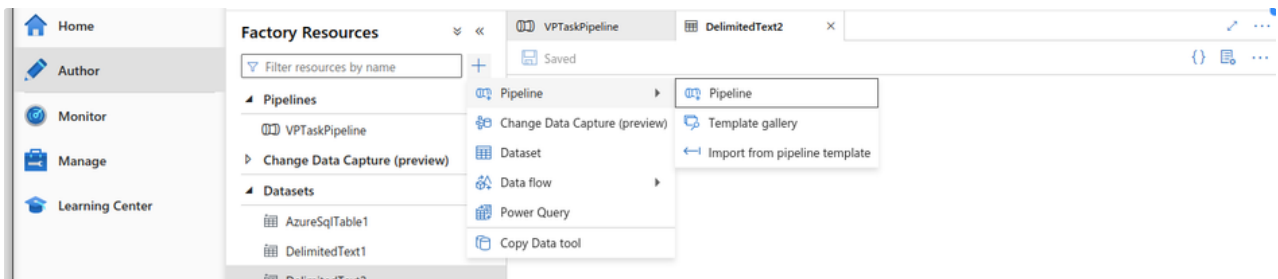 Home
Author
Monitor
Manage
Learning Center
Factory Resources
Filter resources by name
Pipelines
VPTaskPipeline
Change Data Capture (preview)
Datasets
AzureSqlTable1
DelimitedText1
DelimitedText2
VPTaskPipeline
DelimitedText2
Saved
Pipeline
Change Data Capture (preview)
Dataset
Data flow
Power Query
Copy Data tool
Pipeline
Template gallery
Import from pipeline template